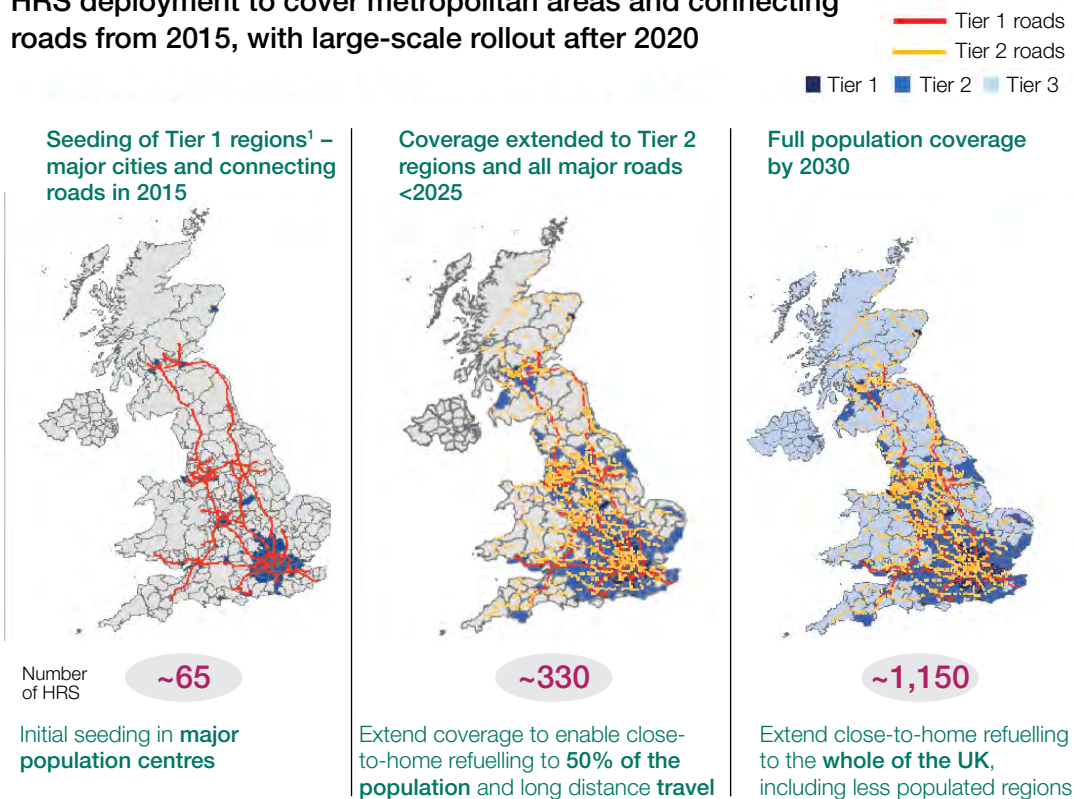 HRS deployment to cover metropolitan areas and connecting
roads from 2015, with large-scale rollout after 2020
Tier 1 roads
Tier 2 roads
Tier 1 Tier 2 Tier 3
Seeding of Tier 1 regions¹ –
major cities and connecting
roads in 2015
Coverage extended to Tier 2
regions and all major roads
<2025
Full population coverage
by 2030
Number
of HRS
~65
~330
~1,150
Initial seeding in major
population centres
Extend coverage to enable close-
to-home refuelling to 50% of the
population and long distance travel
Extend close-to-home refuelling
to the whole of the UK,
including less populated regions